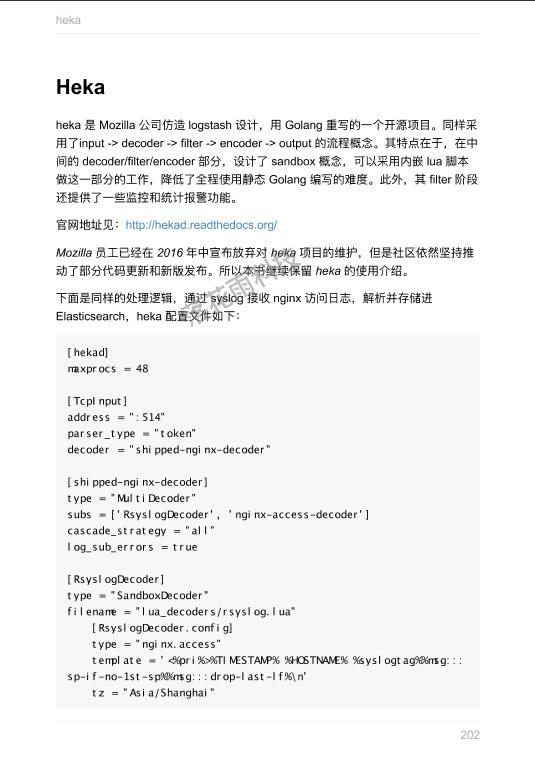 heka
Heka
heka 是 Mozilla 公司仿造 logstash 设计，用 Golang 重写的一个开源项目。同样采
用了input -> decoder -> filter -> encoder -> output 的流程概念。其特点在于，在中
间的 decoder/filter/encoder 部分，设计了 sandbox 概念，可以采用内嵌 lua 脚本
做这一部分的工作，降低了全程使用静态 Golang 编写的难度。此外，其 filter 阶段
还提供了一些监控和统计报警功能。
官网地址见：http://hekad.readthedocs.org/
Mozilla 员工已经在 2016 年中宣布放弃对 heka 项目的维护，但是社区依然坚持推
动了部分代码更新和新版发布。所以本书继续保留 heka 的使用介绍。
下面是同样的处理逻辑，通过 syslog 接收 nginx 访问日志，解析并存储进
Elasticsearch，heka 配置文件如下：
落花雨科技
[hekad]
maxprocs = 48
[TcpInput]
address = ":514"
parser_type = "token"
decoder = "shipped-nginx-decoder"
[shipped-nginx-decoder]
type = "MultiDecoder"
subs = ['RsyslogDecoder', 'nginx-access-decoder']
cascade_strategy = "all"
log_sub_errors = true
[RsyslogDecoder]
type = "SandboxDecoder"
filename = "lua_decoders/rsyslog.lua"
[RsyslogDecoder.config]
type = "nginx.access"
template = '<%pri%>%TIMESTAMP% %HOSTNAME% %syslogtag%%msg:::
sp-if-no-1st-sp%%msg:::drop-last-lf%\n'
tz = "Asia/Shanghai"
202